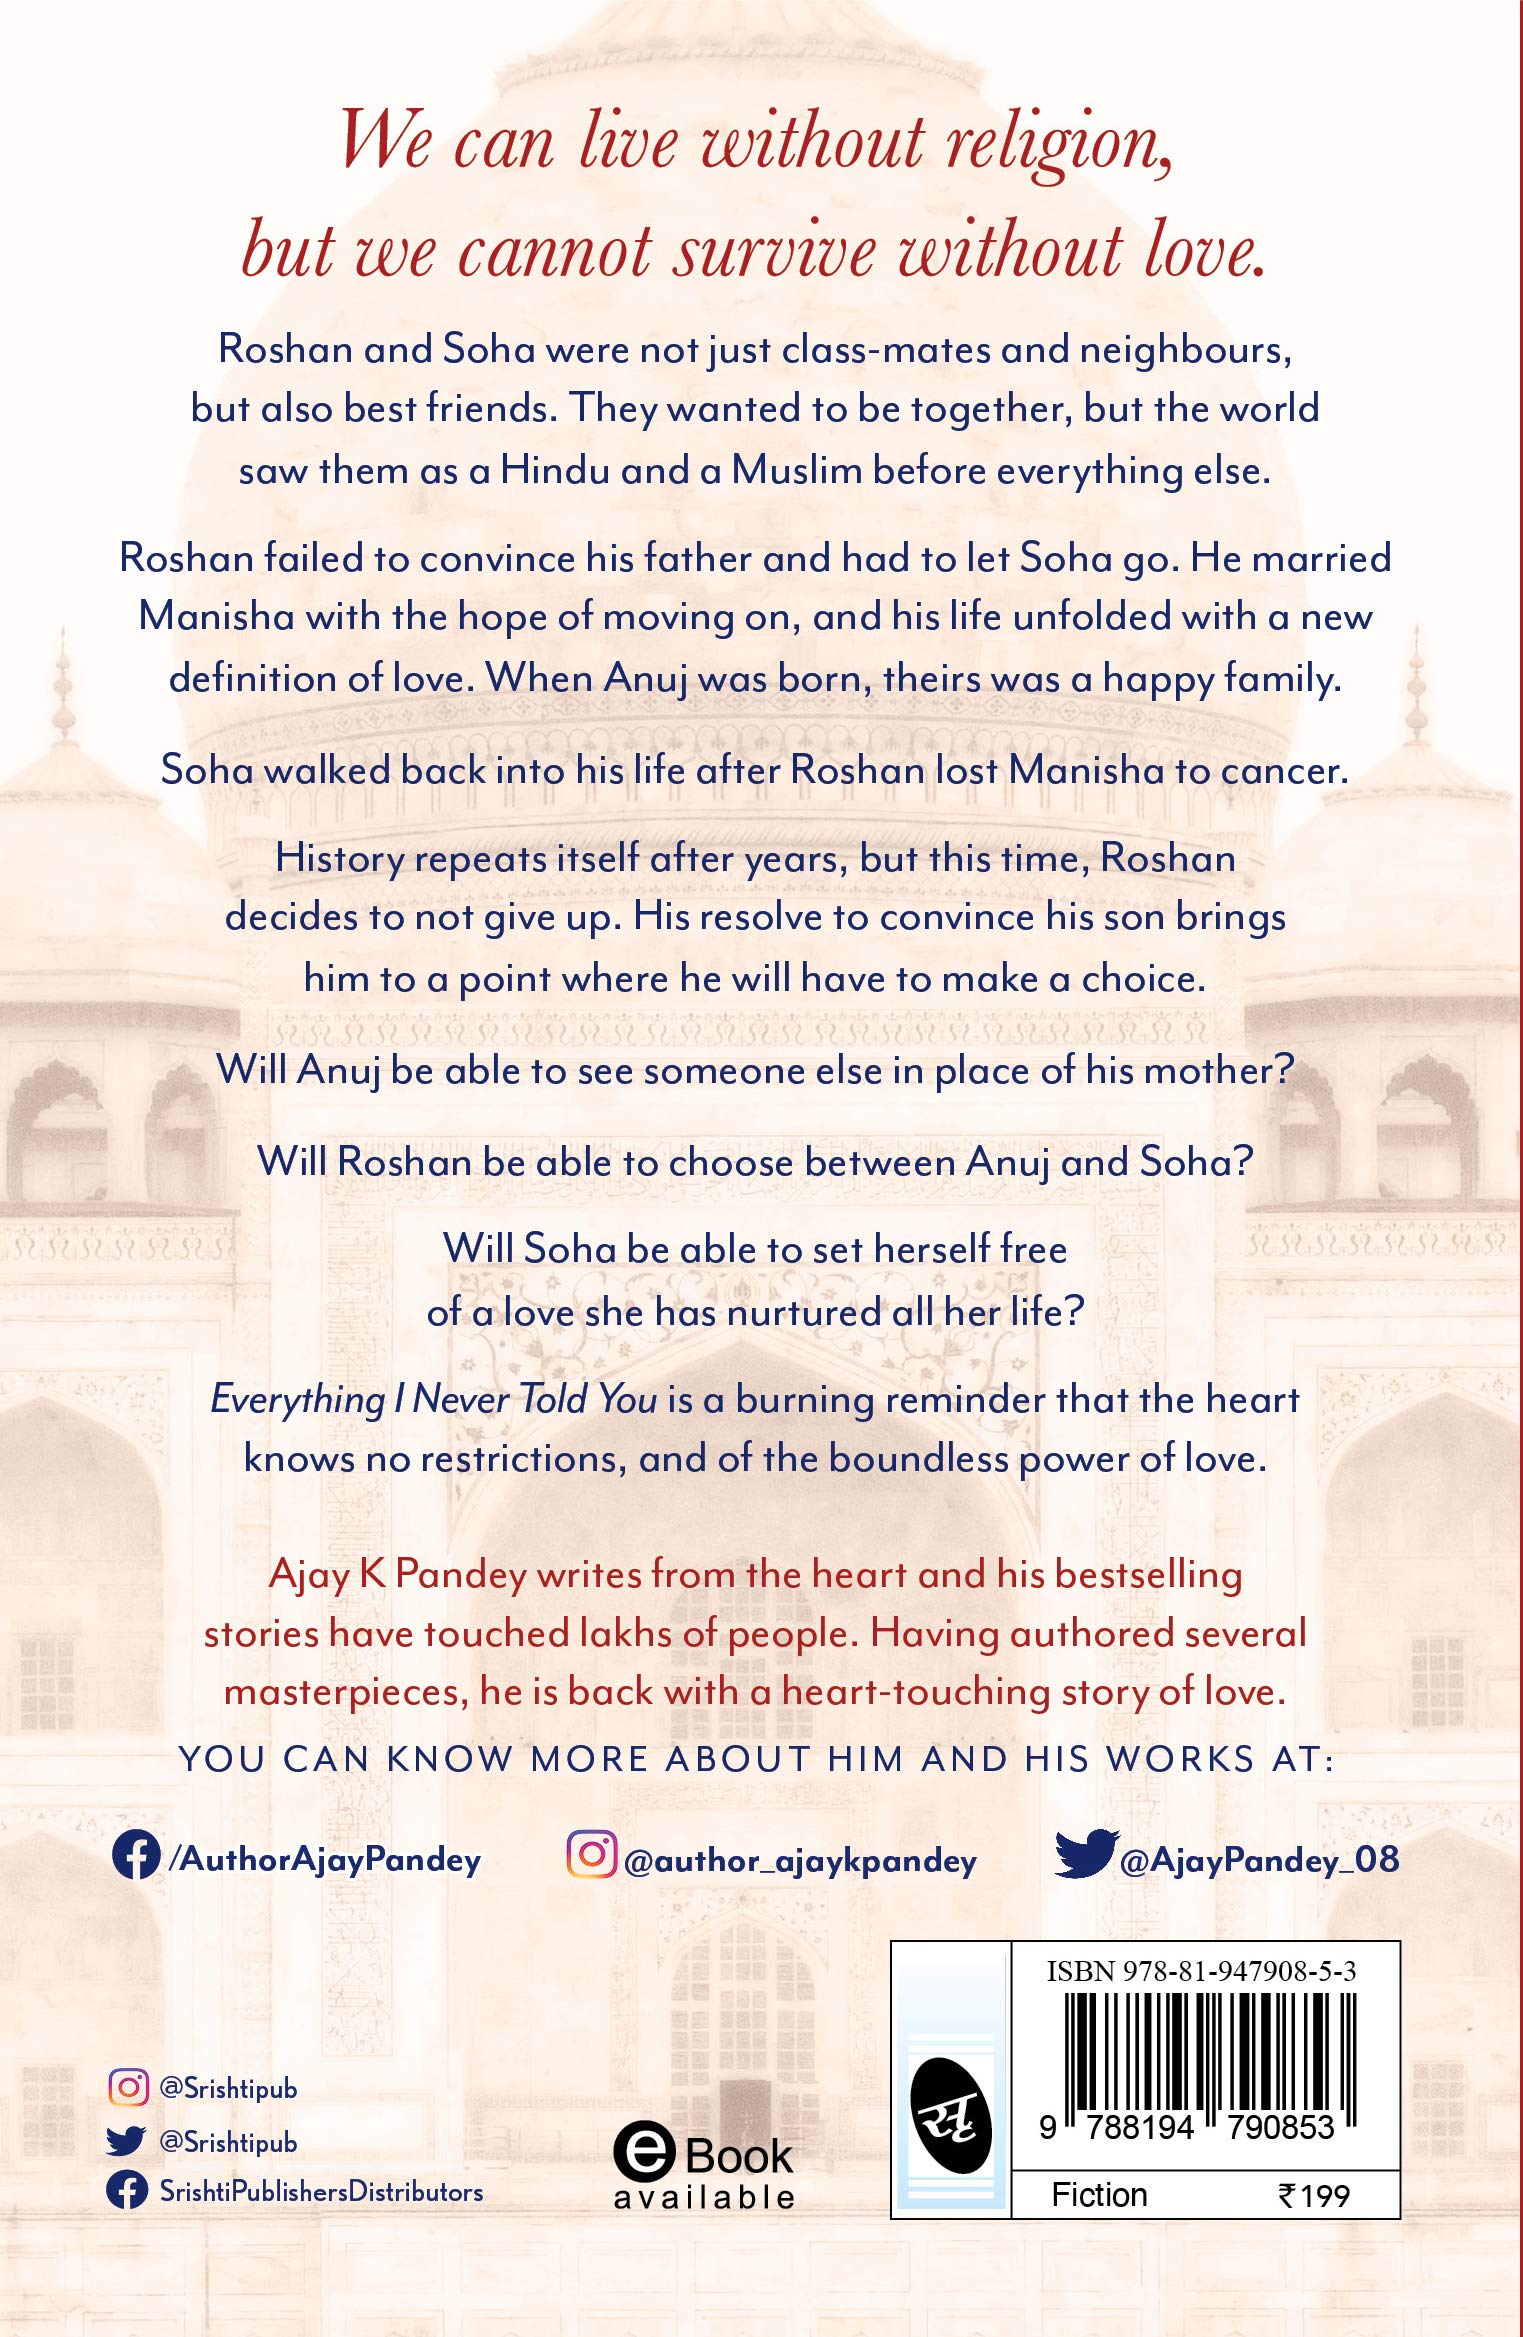 We can live without religion,
but we cannot survive without love.
Roshan and Soha were not just class-mates and neighbours,
but also best friends. They wanted to be together, but the world
saw them as a Hindu and a Muslim before everything else.
Roshan failed to convince his father and had to let Soha go. He married
Manisha with the hope of moving on, and his life unfolded with a new
definition of love. When Anuj was born, theirs was a happy family.
Soha walked back into his life after Roshan lost Manisha to cancer.
History repeats itself after years, but this time, Roshan
decides to not give up. His resolve to convince his son brings
him to a point where he will have to make a choice.
Will Anuj be able to see someone else in place of his mother?
Will Roshan be able to choose between Anuj and Soha?
Will Soha be able to set herself free
of a love she has nurtured all her life?
Everything I Never Told You is a burning reminder that the heart
knows no restrictions, and of the boundless power of love.
Ajay K Pandey writes from the heart and his bestselling
stories have touched lakhs of people. Having authored several
masterpieces, he is back with a heart-touching story of love.
YOU CAN KNOW MORE ABOUT HIM AND HIS WORKS AT:
/AuthorAjayPandey @author_ajaykpandey @AjayPandey_08
@Srishtipub
@Srishtipub
SrishtiPublishersDistributors
eBook
available
सृ
ISBN 978-81-947908-5-3
9 788194 790853
Fiction ₹199